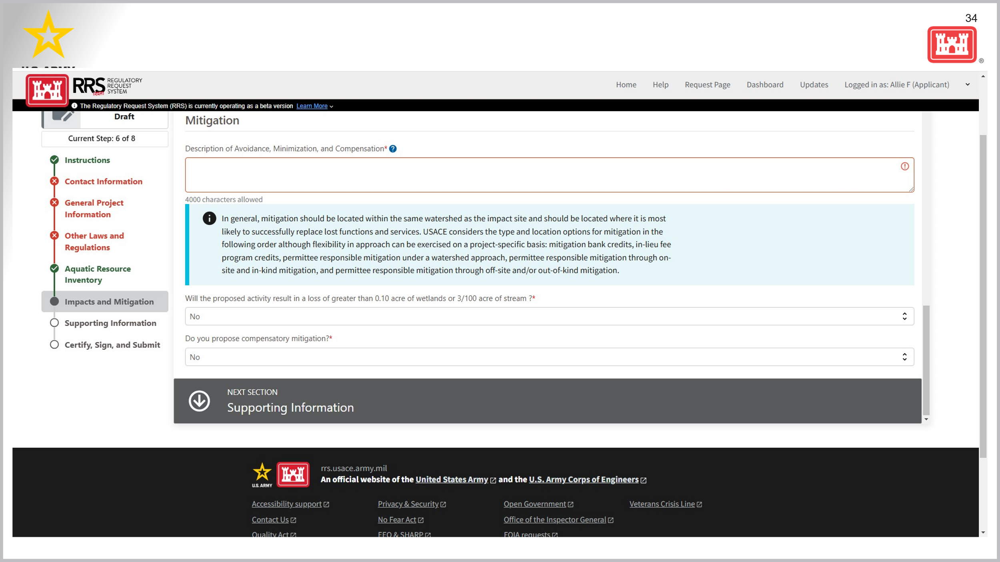 34
U.S. ARMY
®
RRS REGULATORY
REQUEST
SYSTEM
beta
Home Request Page Help Dashboard Updates Logged in as: Allie F (Applicant)
The Regulatory Request System (RRS) is currently operating as a beta version Learn More
Draft
Current Step: 6 of 8
Instructions
Contact Information
General Project
Information
Other Laws and
Regulations
Aquatic Resource
Inventory
Impacts and Mitigation
Supporting Information
Certify, Sign, and Submit
Mitigation
Description of Avoidance, Minimization, and Compensation* ?
4000 characters allowed
In general, mitigation should be located within the same watershed as the impact site and should be located where it is most
likely to successfully replace lost functions and services. USACE considers the type and location options for mitigation in the
following order although flexibility in approach can be exercised on a project-specific basis: mitigation bank credits, in-lieu fee
program credits, permittee responsible mitigation under a watershed approach, permittee responsible mitigation through on-
site and in-kind mitigation, and permittee responsible mitigation through off-site and/or out-of-kind mitigation.
Will the proposed activity result in a loss of greater than 0.10 acre of wetlands or 3/100 acre of stream ?*
No
Do you propose compensatory mitigation?*
No
NEXT SECTION
Supporting Information
U.S. ARMY
rrs.usace.army.mil
An official website of the United States Army and the U.S. Army Corps of Engineers
Accessibility support Privacy & Security Open Government Veterans Crisis Line
Contact Us No Fear Act Office of the Inspector General
Quality Act EEO & SHARP FOIA requests